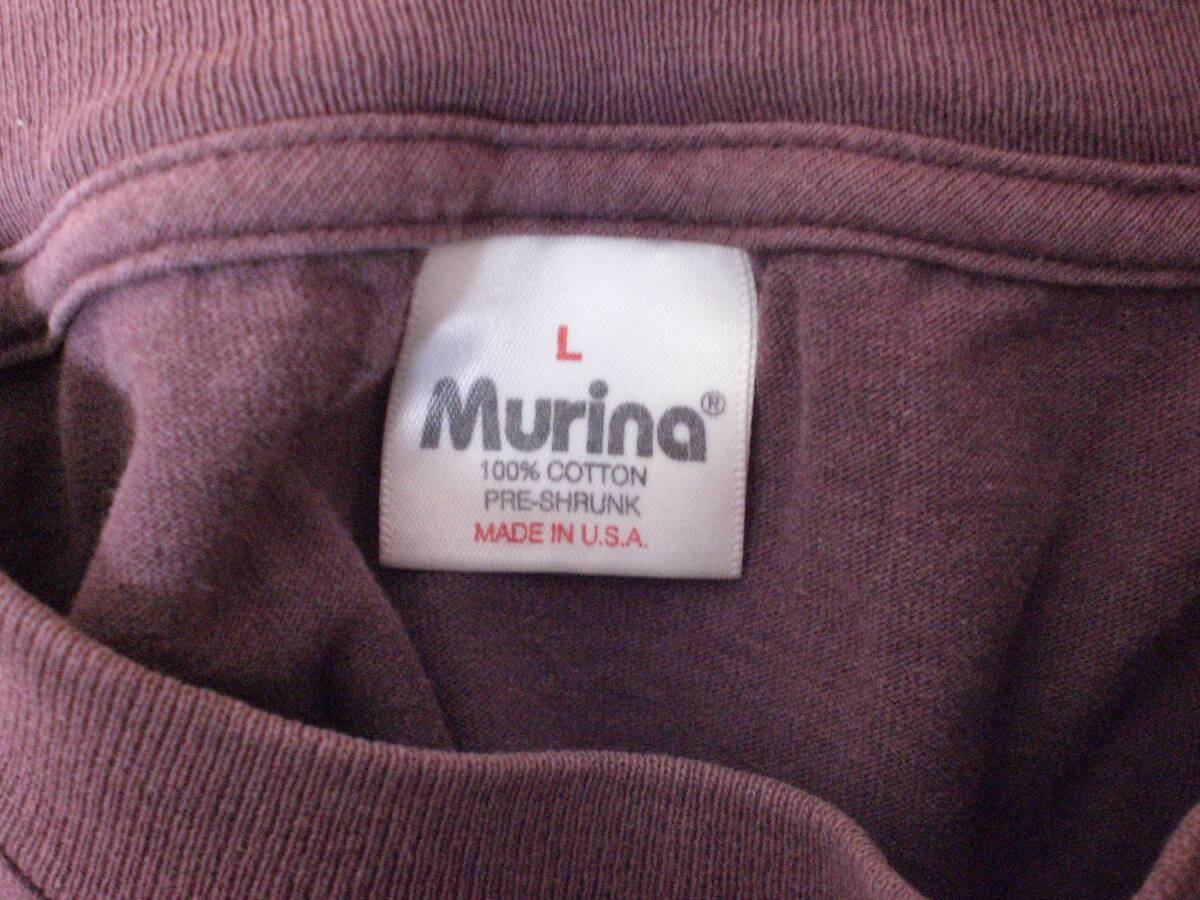 L
Murina®
100% COTTON
PRE-SHRUNK
MADE IN U.S.A.